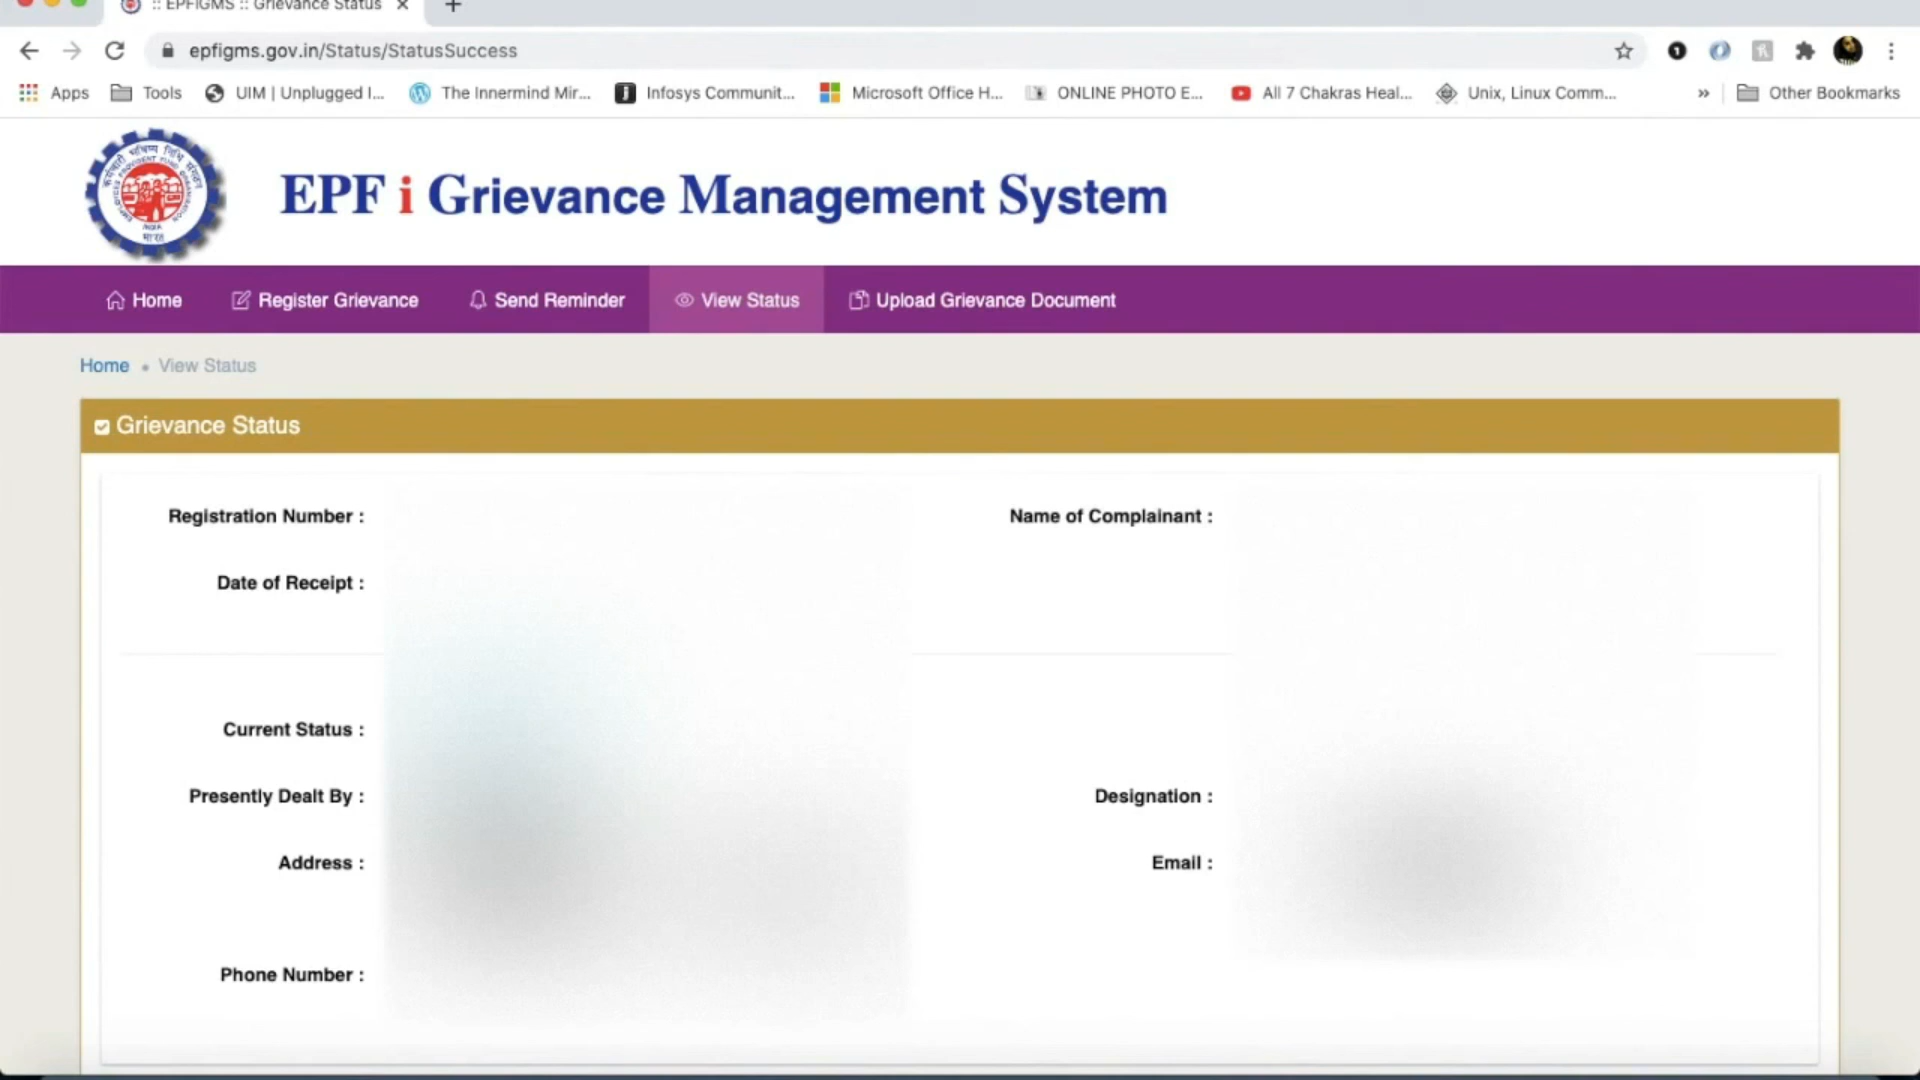 :: EPFiGMS :: Grievance Status
epfigms.gov.in/Status/StatusSuccess
Apps Tools UIM | Unplugged I... The Innermind Mir... Infosys Communit... Microsoft Office H... ONLINE PHOTO E... All 7 Chakras Heal... Unix, Linux Comm... » Other Bookmarks
EPF i Grievance Management System
Home Register Grievance Send Reminder View Status Upload Grievance Document
Home • View Status
Grievance Status
Registration Number : Name of Complainant :
Date of Receipt :
Current Status :
Presently Dealt By : Designation :
Address : Email :
Phone Number :